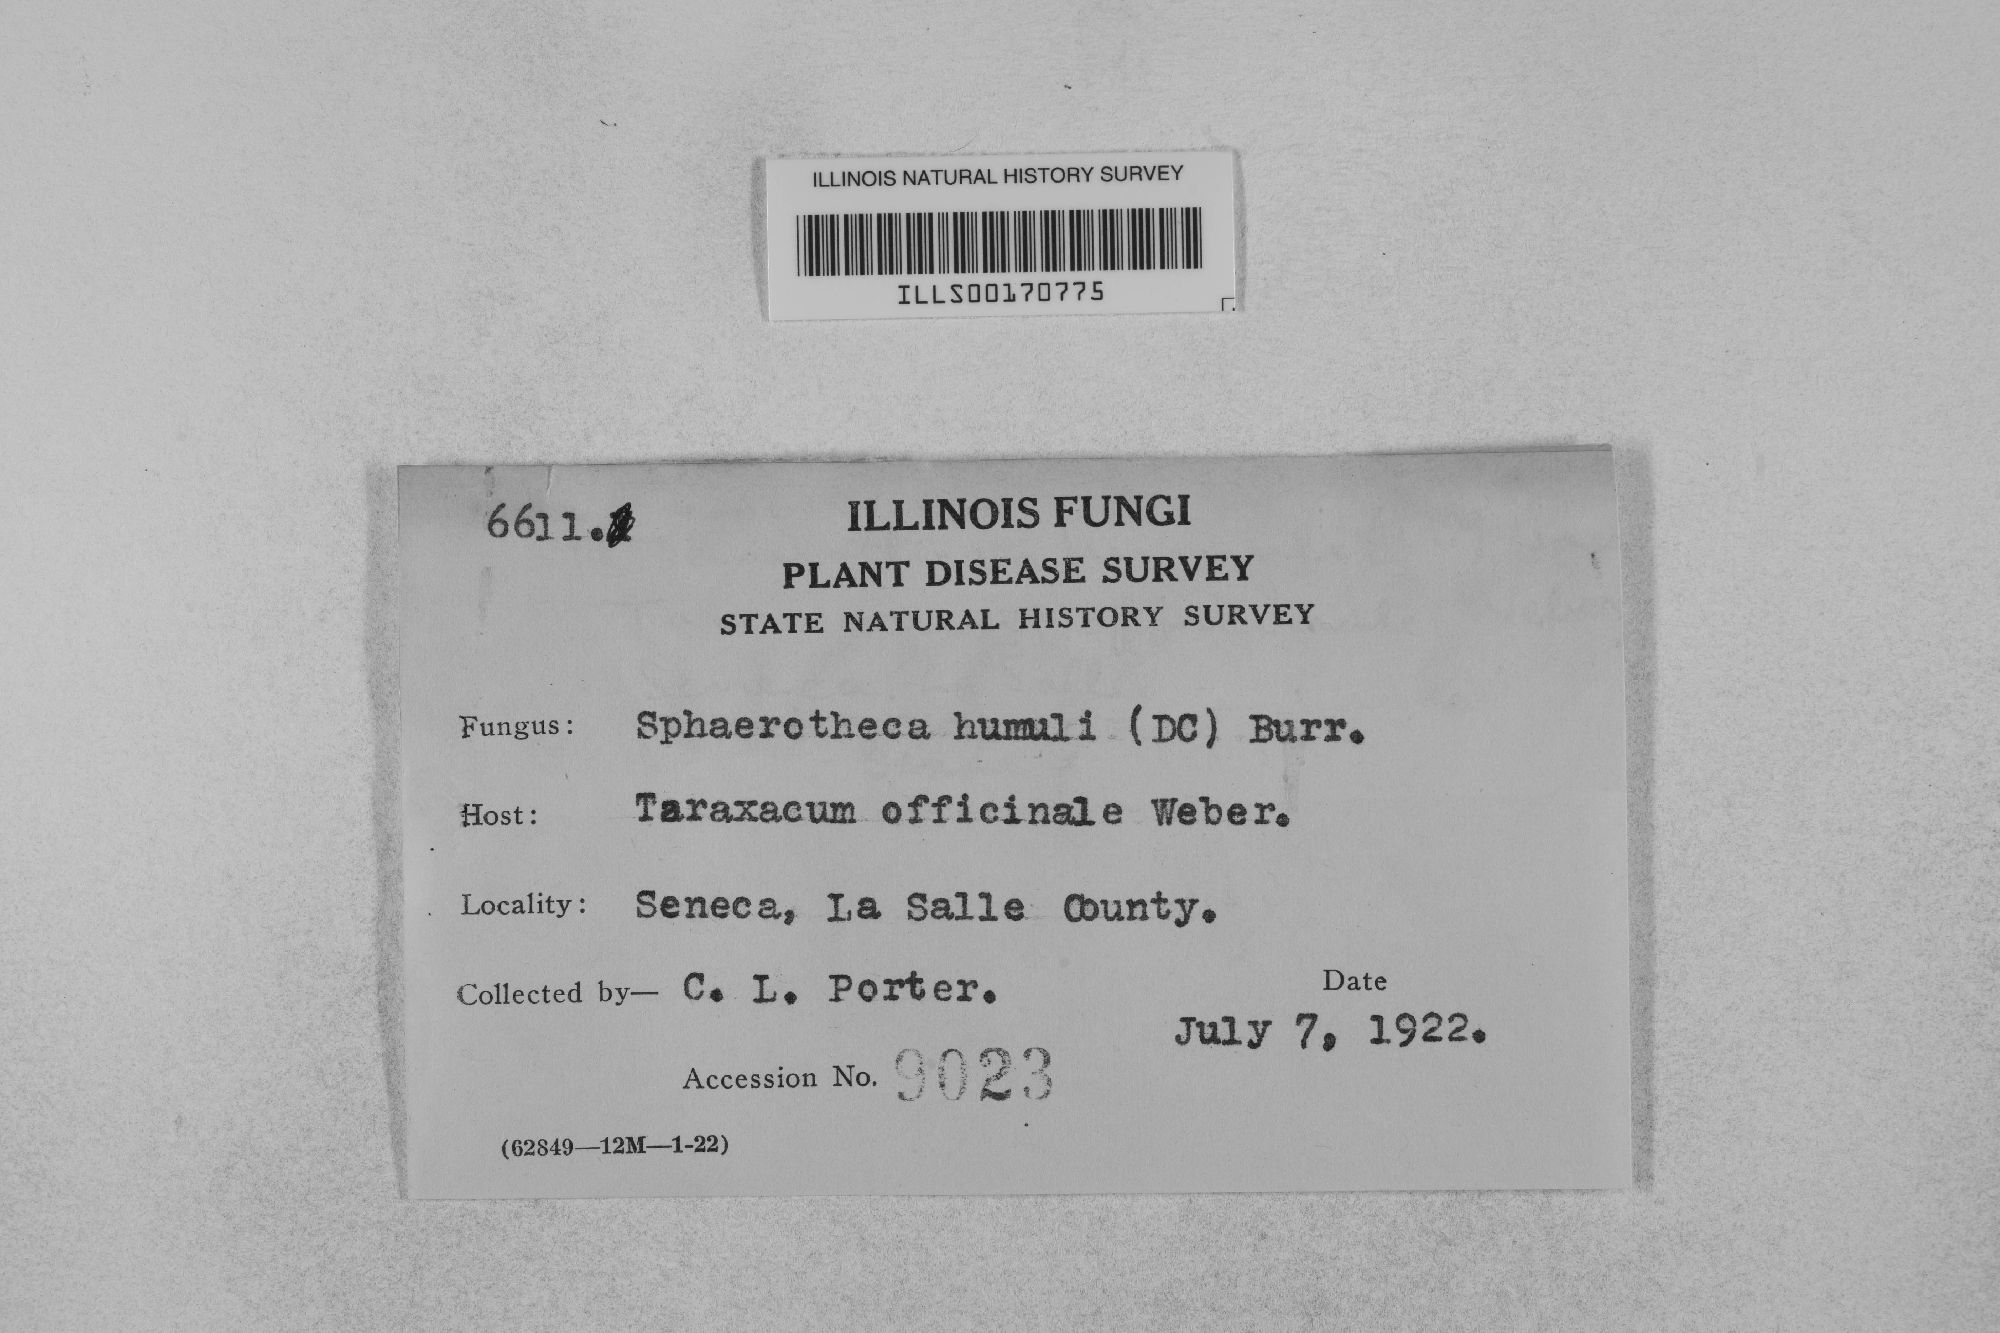 ILLINOIS NATURAL HISTORY SURVEY
ILLS00170775
6611.
ILLINOIS FUNGI
PLANT DISEASE SURVEY
STATE NATURAL HISTORY SURVEY
Fungus: Sphaerotheca humuli (DC) Burr.
Host: Taraxacum officinale Weber.
Locality: Seneca, La Salle County.
Collected by— C. L. Porter.
Date
July 7, 1922.
Accession No. 9023
(62849—12M—1-22)